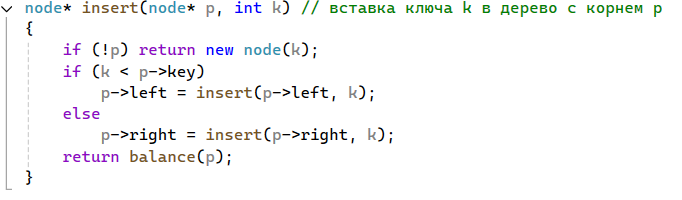 node* insert(node* p, int k) // вставка ключа k в дерево с корнем p
{
    if (!p) return new node(k);
    if (k < p->key)
        p->left = insert(p->left, k);
    else
        p->right = insert(p->right, k);
    return balance(p);
}